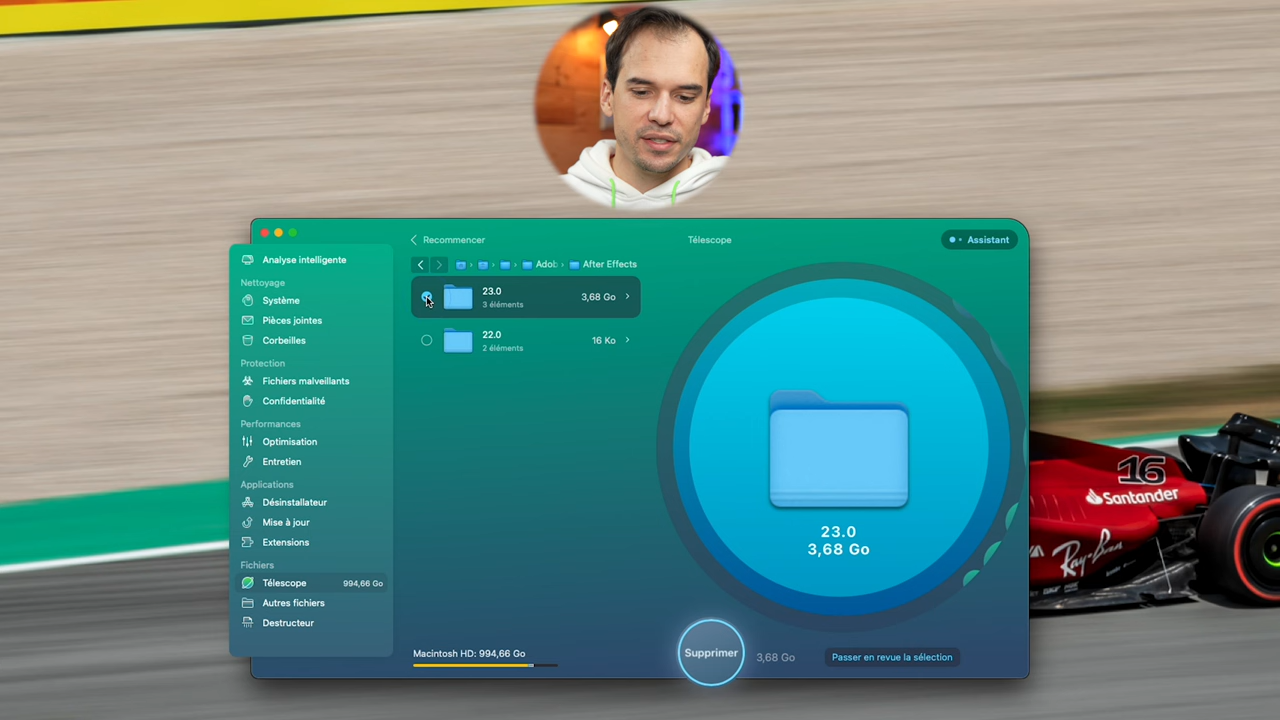 Recommencer
Télescope
Assistant
Analyse intelligente
Nettoyage
Système
Pièces jointes
Corbeilles
Protection
Fichiers malveillants
Confidentialité
Performances
Optimisation
Entretien
Applications
Désinstallateur
Mise à jour
Extensions
Fichiers
Télescope 994,66 Go
Autres fichiers
Destructeur
Adob After Effects
23.0
3 éléments
3,68 Go
22.0
2 éléments
16 Ko
23.0
3,68 Go
Macintosh HD: 994,66 Go
Supprimer
3,68 Go
Passer en revue la sélection
16
Santander
Ray-Ban